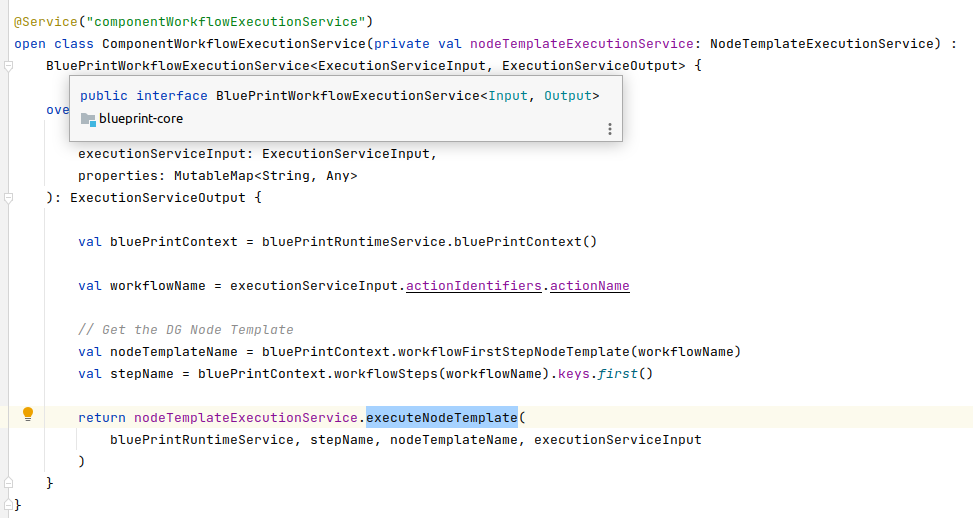 @Service("componentWorkflowExecutionService")
open class ComponentWorkflowExecutionService(private val nodeTemplateExecutionService: NodeTemplateExecutionService) :
BluePrintWorkflowExecutionService<ExecutionServiceInput, ExecutionServiceOutput> {
public interface BluePrintWorkflowExecutionService<Input, Output>
ove
blueprint-core
executionServiceInput: ExecutionServiceInput,
properties: MutableMap<String, Any>
): ExecutionServiceOutput {
val bluePrintContext = bluePrintRuntimeService.bluePrintContext()
val workflowName = executionServiceInput.actionIdentifiers.actionName
// Get the DG Node Template
val nodeTemplateName = bluePrintContext.workflowFirstStepNodeTemplate(workflowName)
val stepName = bluePrintContext.workflowSteps(workflowName).keys.first()
return nodeTemplateExecutionService.executeNodeTemplate(
bluePrintRuntimeService, stepName, nodeTemplateName, executionServiceInput
)
}
}